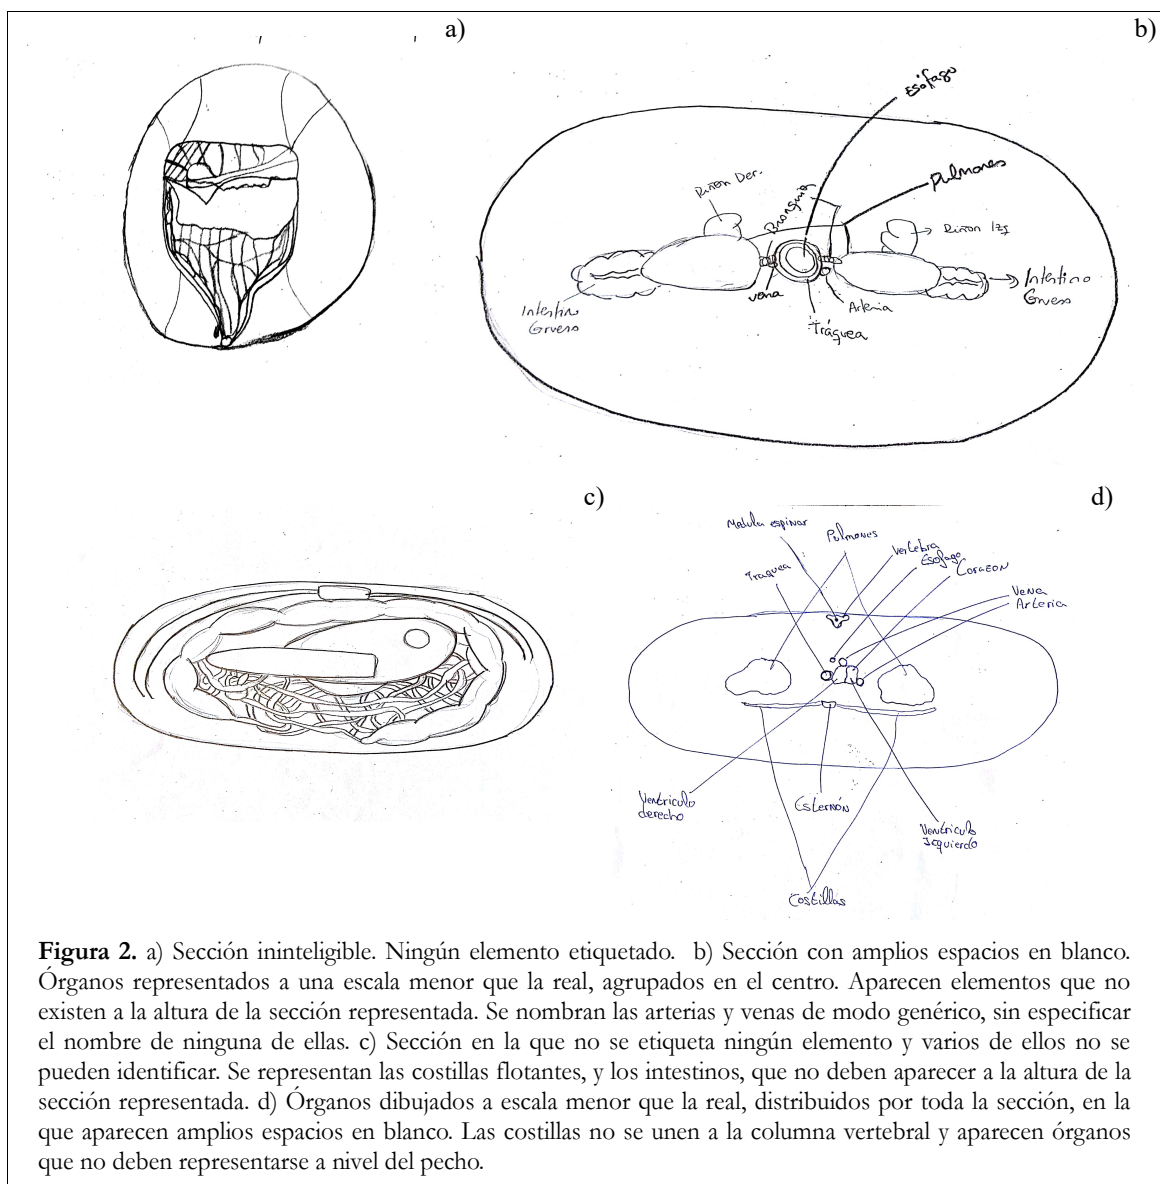 a)
b)
Esófago
Pulmones
Riñon Der.
Bronquio
Riñon Izq
Intestino
Grueso
vena
Arteria
Tráquea
Intestino
Grueso
c)
d)
Medula espinar
Pulmones
Vertebra
Esofago
Traquea
Corazon
Vena
Arteria
Ventriculo
derecho
Esternón
Ventriculo
Izquierdo
Costillas
Figura 2. a) Sección ininteligible. Ningún elemento etiquetado. b) Sección con amplios espacios en blanco.
Órganos representados a una escala menor que la real, agrupados en el centro. Aparecen elementos que no
existen a la altura de la sección representada. Se nombran las arterias y venas de modo genérico, sin especificar
el nombre de ninguna de ellas. c) Sección en la que no se etiqueta ningún elemento y varios de ellos no se
pueden identificar. Se representan las costillas flotantes, y los intestinos, que no deben aparecer a la altura de la
sección representada. d) Órganos dibujados a escala menor que la real, distribuidos por toda la sección, en la
que aparecen amplios espacios en blanco. Las costillas no se unen a la columna vertebral y aparecen órganos
que no deben representarse a nivel del pecho.